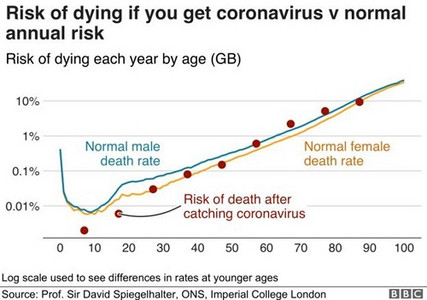 Risk of dying if you get coronavirus v normal
annual risk
Risk of dying each year by age (GB)
10%
1%
0.1%
0.01%
Normal male
death rate
Normal female
death rate
Risk of death after
catching coronavirus
0 10 20 30 40 50 60 70 80 90 100
Log scale used to see differences in rates at younger ages
Source: Prof. Sir David Spiegelhalter, ONS, Imperial College London
BBC